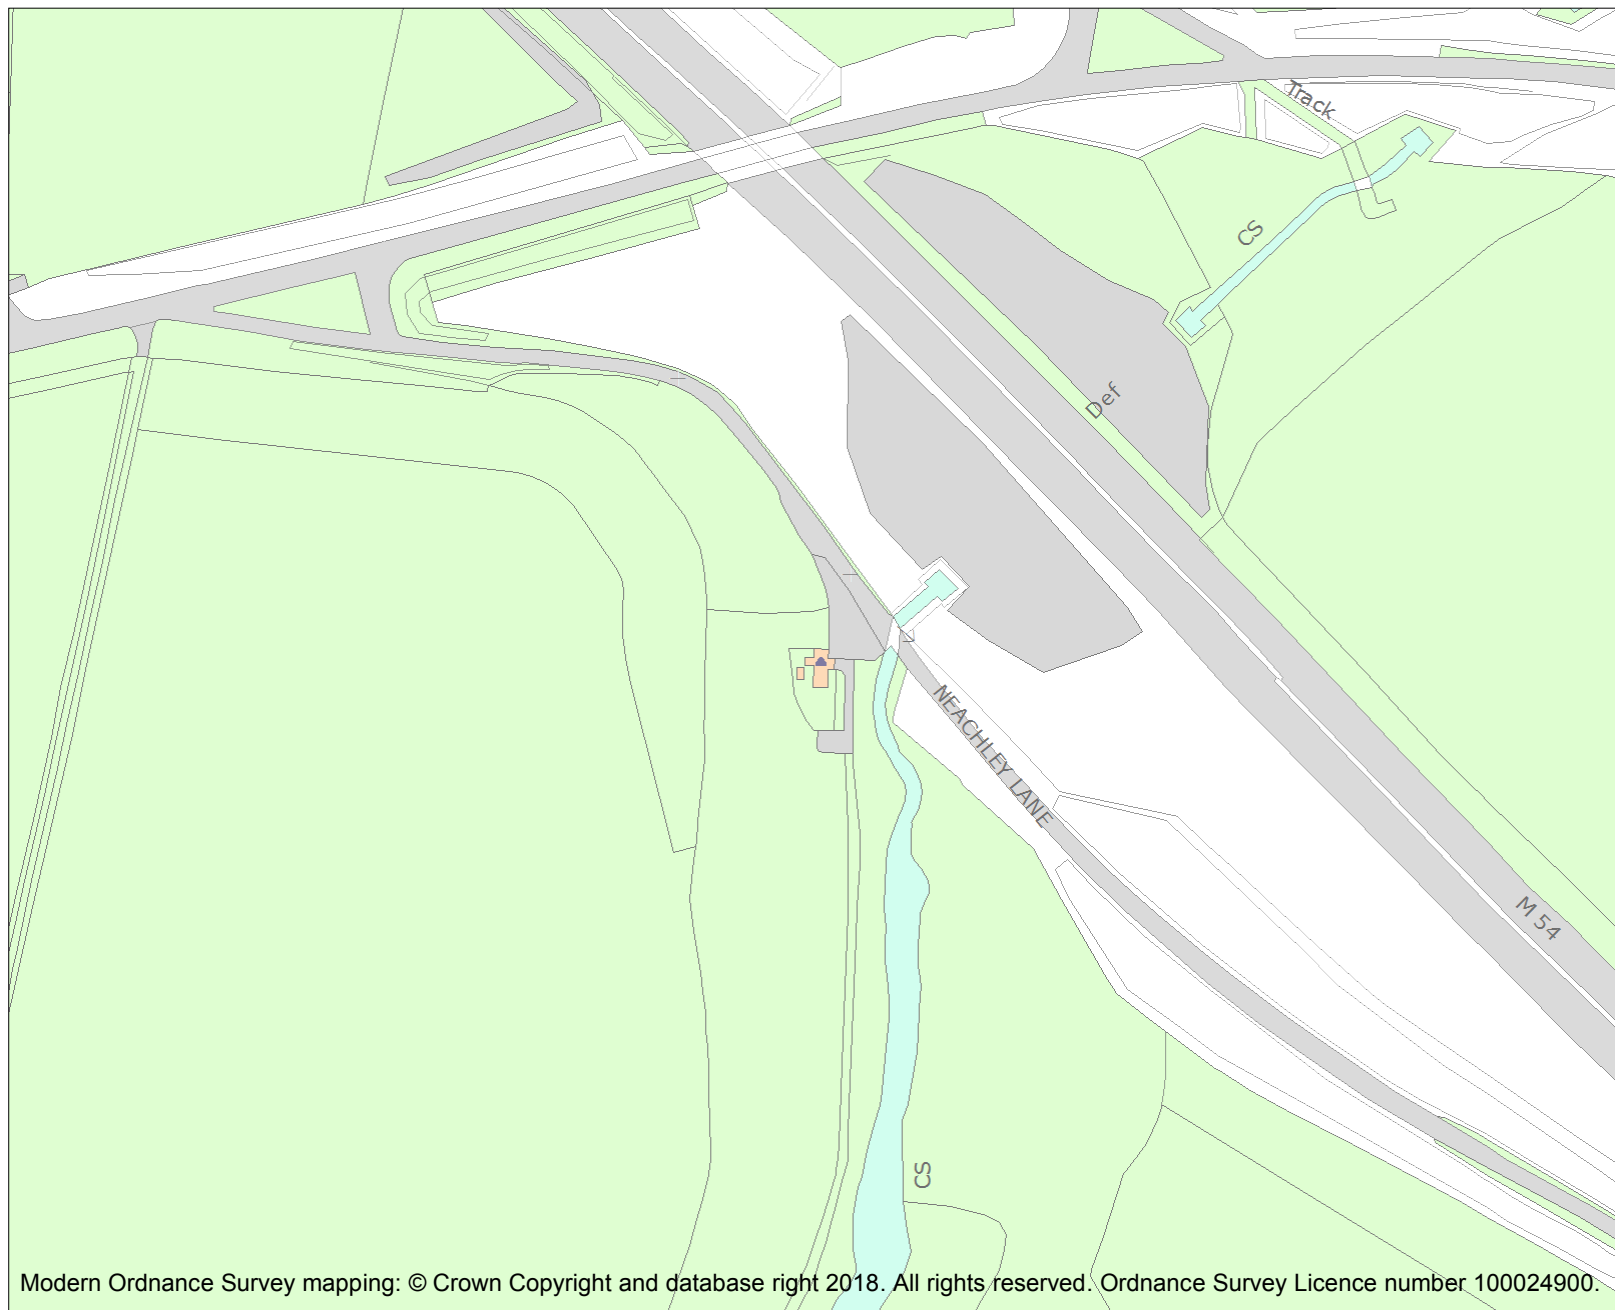 Track
CS
Def
NEACHLEY LANE
M 54
CS
Modern Ordnance Survey mapping: © Crown Copyright and database right 2018. All rights reserved. Ordnance Survey Licence number 100024900.